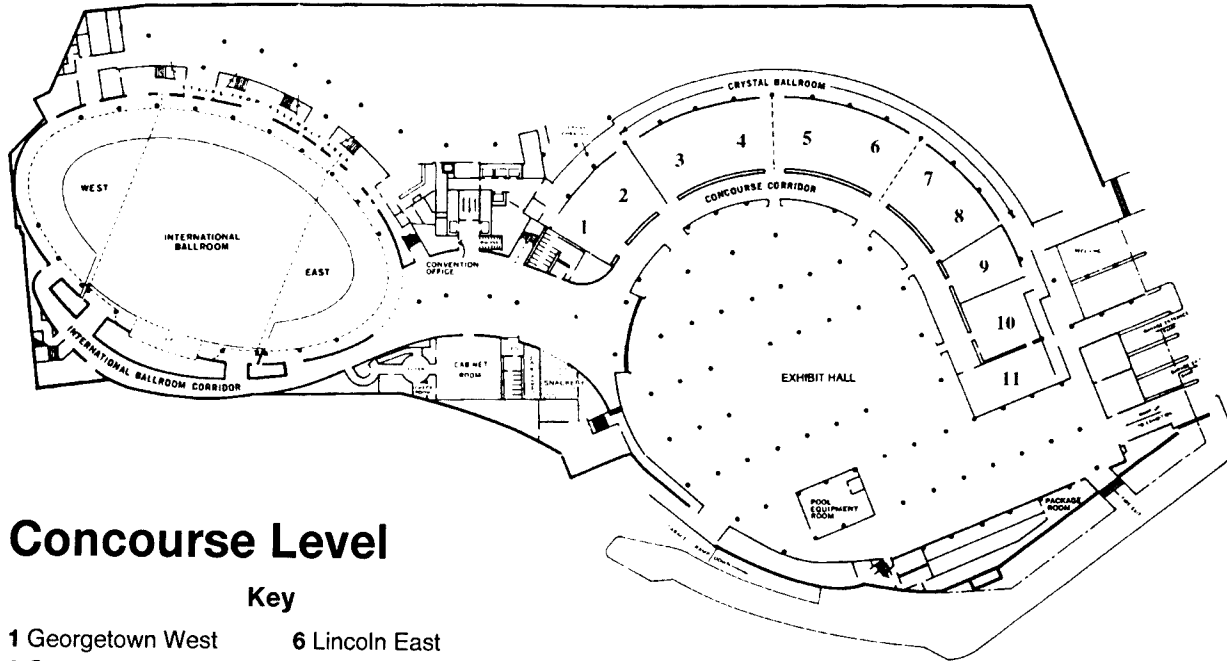 CRYSTAL BALLROOM
5
4
6
3
7
WEST
2
CONCOURSE CORRIDOR
8
1
INTERNATIONAL
BALLROOM
9
EAST
CONVENTION
OFFICE
10
INTERNATIONAL BALLROOM CORRIDOR
CABINET
ROOM
EXHIBIT HALL
11
SNACKERY
POOL
EQUIPMENT
ROOM
PACKAGE
ROOM
Concourse Level
Key
1 Georgetown West
6 Lincoln East